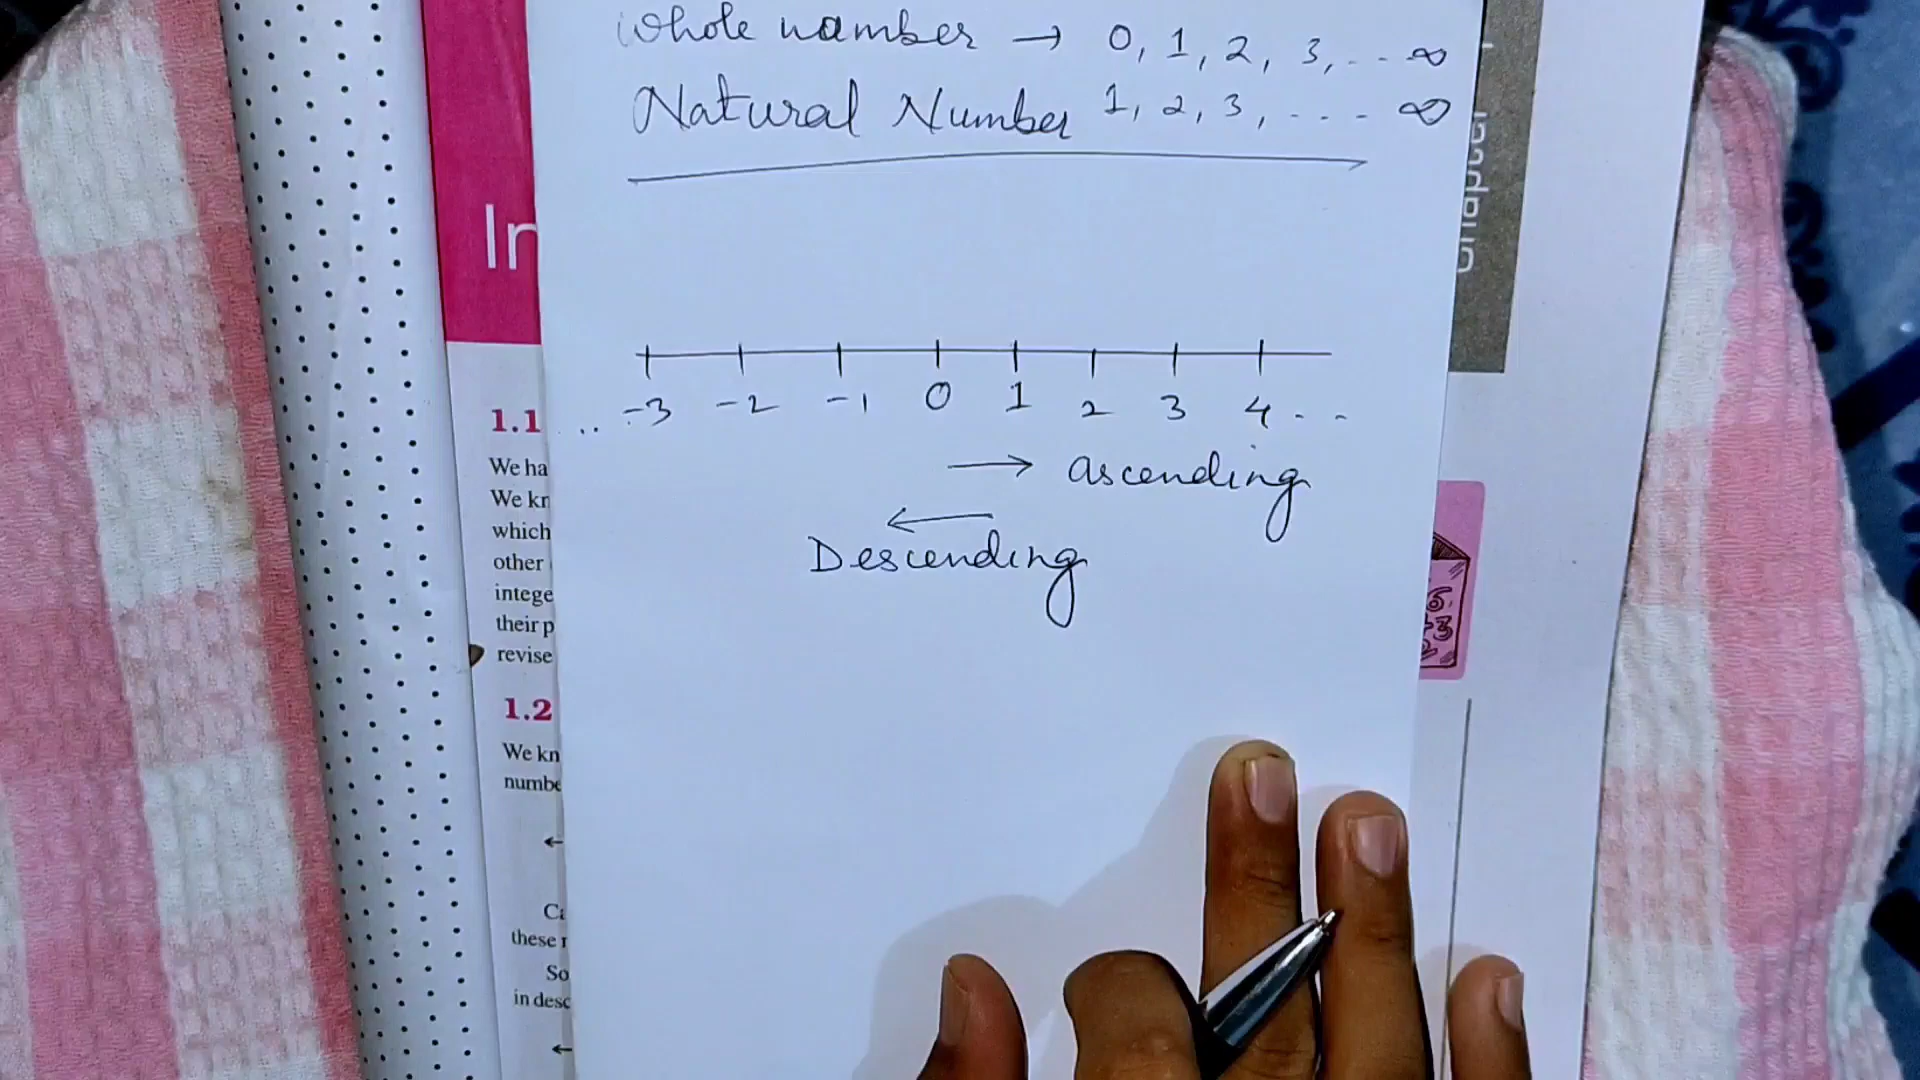 whole number → 0, 1, 2, 3, -- ∞
Natural Number 1, 2, 3, - - - ∞
.. -3 -2 -1 0 1 2 3 4 - -
→ ascending
←
Descending
In
1.1
We ha
We kn
which
other
intege
their p
revise
1.2
We kn
numbe
←
these
So
in desc
←
Chapter